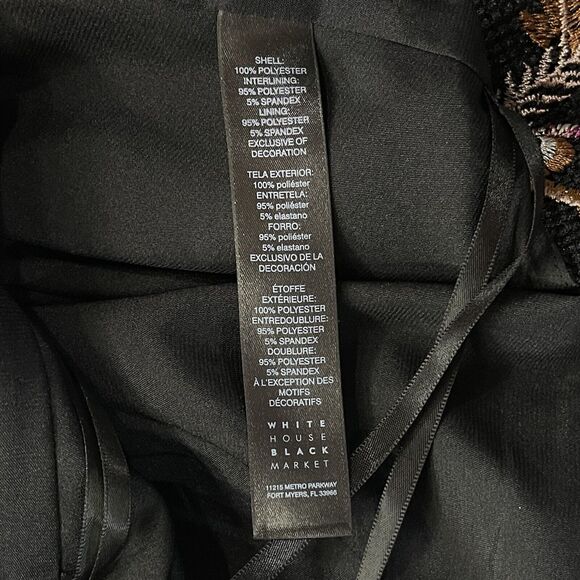 SHELL:
100% POLYESTER
INTERLINING:
95% POLYESTER
5% SPANDEX
LINING:
95% POLYESTER
5% SPANDEX
EXCLUSIVE OF
DECORATION
TELA EXTERIOR:
100% poliéster
ENTRETELA:
95% poliéster
5% elastano
FORRO:
95% poliéster
5% elastano
EXCLUSIVO DE LA
DECORACIÓN
ÉTOFFE
EXTÉRIEURE:
100% POLYESTER
ENTREDOUBLURE:
95% POLYESTER
5% SPANDEX
DOUBLURE:
95% POLYESTER
5% SPANDEX
À L'EXCEPTION DES
MOTIFS
DÉCORATIFS
WHITE
HOUSE
BLACK
MARKET
11215 METRO PARKWAY
FORT MYERS, FL 33966